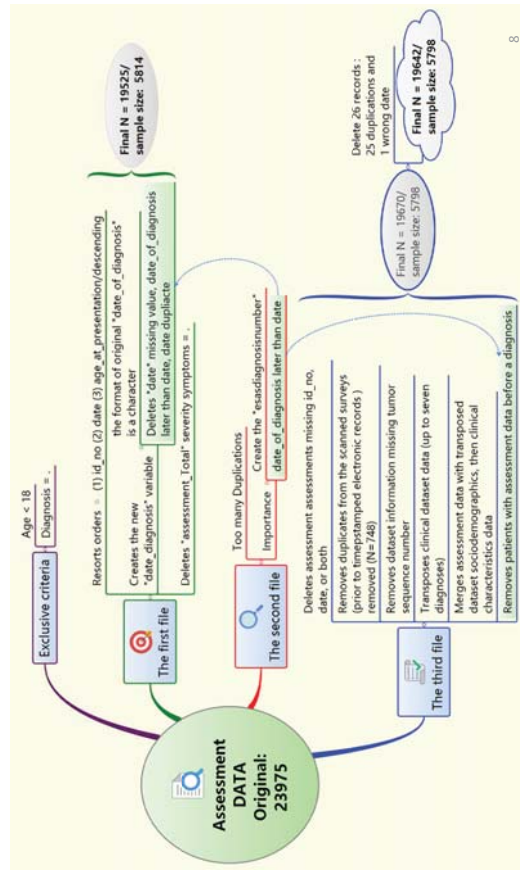 Assessment
DATA
Original:
23975
Exclusive criteria
Age < 18
Diagnosis = .
The first file
Resorts orders = (1) id_no (2) date (3) age_at_presentation/descending
Creates the new
"date_diagnosis" variable
the format of original "date_of_diagnosis"
is a character
Deletes "date" missing value, date_of_diagnosis
later than date, date dupliacte
Deletes "assessment_Total" severity symptoms = .
Final N = 19525/
sample size: 5814
The second file
Too many Duplications
Importance
Create the "esasdiagnosisnumber"
date_of_diagnosis later than date
The third file
Deletes assessment assessments missing id_no,
date, or both
Removes duplicates from the scanned surveys
(prior to timepstamped electronic records )
removed (N=748)
Removes dataset information missing tumor
sequence number
Transposes clinical dataset data (up to seven
diagnoses)
Merges assessment data with transposed
dataset sociodemographics, then clinical
characteristics data
Removes patients with assessment data before a diagnosis
Final N = 19670/
sample size: 5798
Delete 26 records :
25 duplications and
1 wrong date
Final N = 19642/
sample size: 5798
8